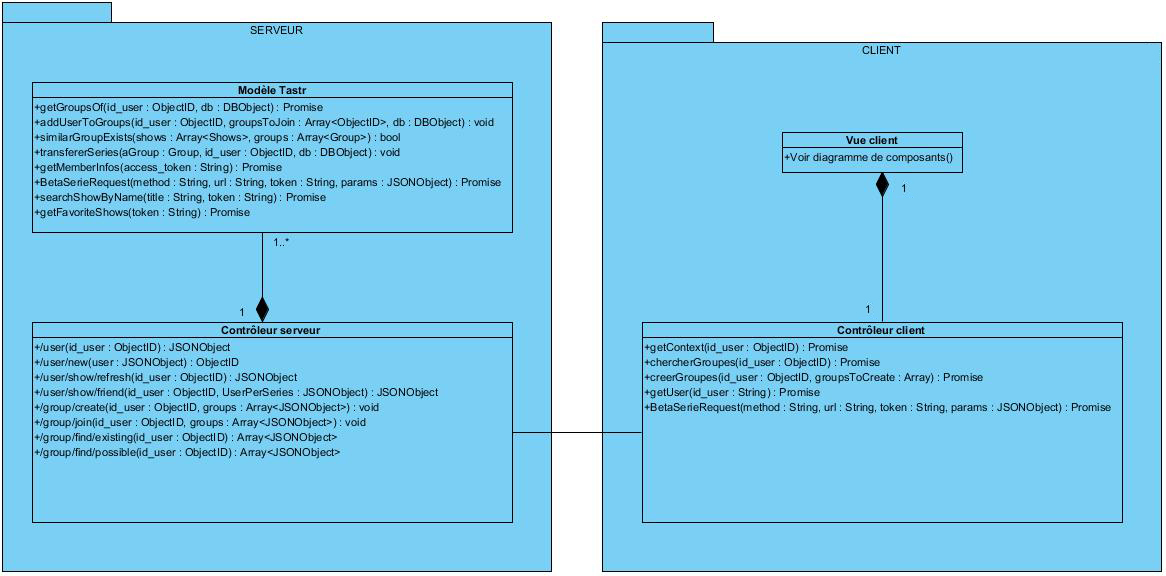 SERVEUR
Modèle Tastr
+getGroupsOf(id_user : ObjectID, db : DBObject) : Promise
+addUserToGroups(id_user : ObjectID, groupsToJoin : Array<ObjectID>, db : DBObject) : void
+similarGroupExists(shows : Array<Shows>, groups : Array<Group>) : bool
+transfererSeries(aGroup : Group, id_user : ObjectID, db : DBObject) : void
+getMemberInfos(access_token : String) : Promise
+BetaSerieRequest(method : String, url : String, token : String, params : JSONObject) : Promise
+searchShowByName(title : String, token : String) : Promise
+getFavoriteShows(token : String) : Promise
1..*
1
Contrôleur serveur
+/user(id_user : ObjectID) : JSONObject
+/user/new(user : JSONObject) : ObjectID
+/user/show/refresh(id_user : ObjectID) : JSONObject
+/user/show/friend(id_user : ObjectID, UserPerSeries : JSONObject) : JSONObject
+/group/create(id_user : ObjectID, groups : Array<JSONObject>) : void
+/group/join(id_user : ObjectID, groups : Array<JSONObject>) : void
+/group/find/existing(id_user : ObjectID) : Array<JSONObject>
+/group/find/possible(id_user : ObjectID) : Array<JSONObject>
CLIENT
Vue client
+Voir diagramme de composants()
1
1
Contrôleur client
+getContext(id_user : ObjectID) : Promise
+chercherGroupes(id_user : ObjectID) : Promise
+creerGroupes(id_user : ObjectID, groupsToCreate : Array) : Promise
+getUser(id_user : String) : Promise
+BetaSerieRequest(method : String, url : String, token : String, params : JSONObject) : Promise